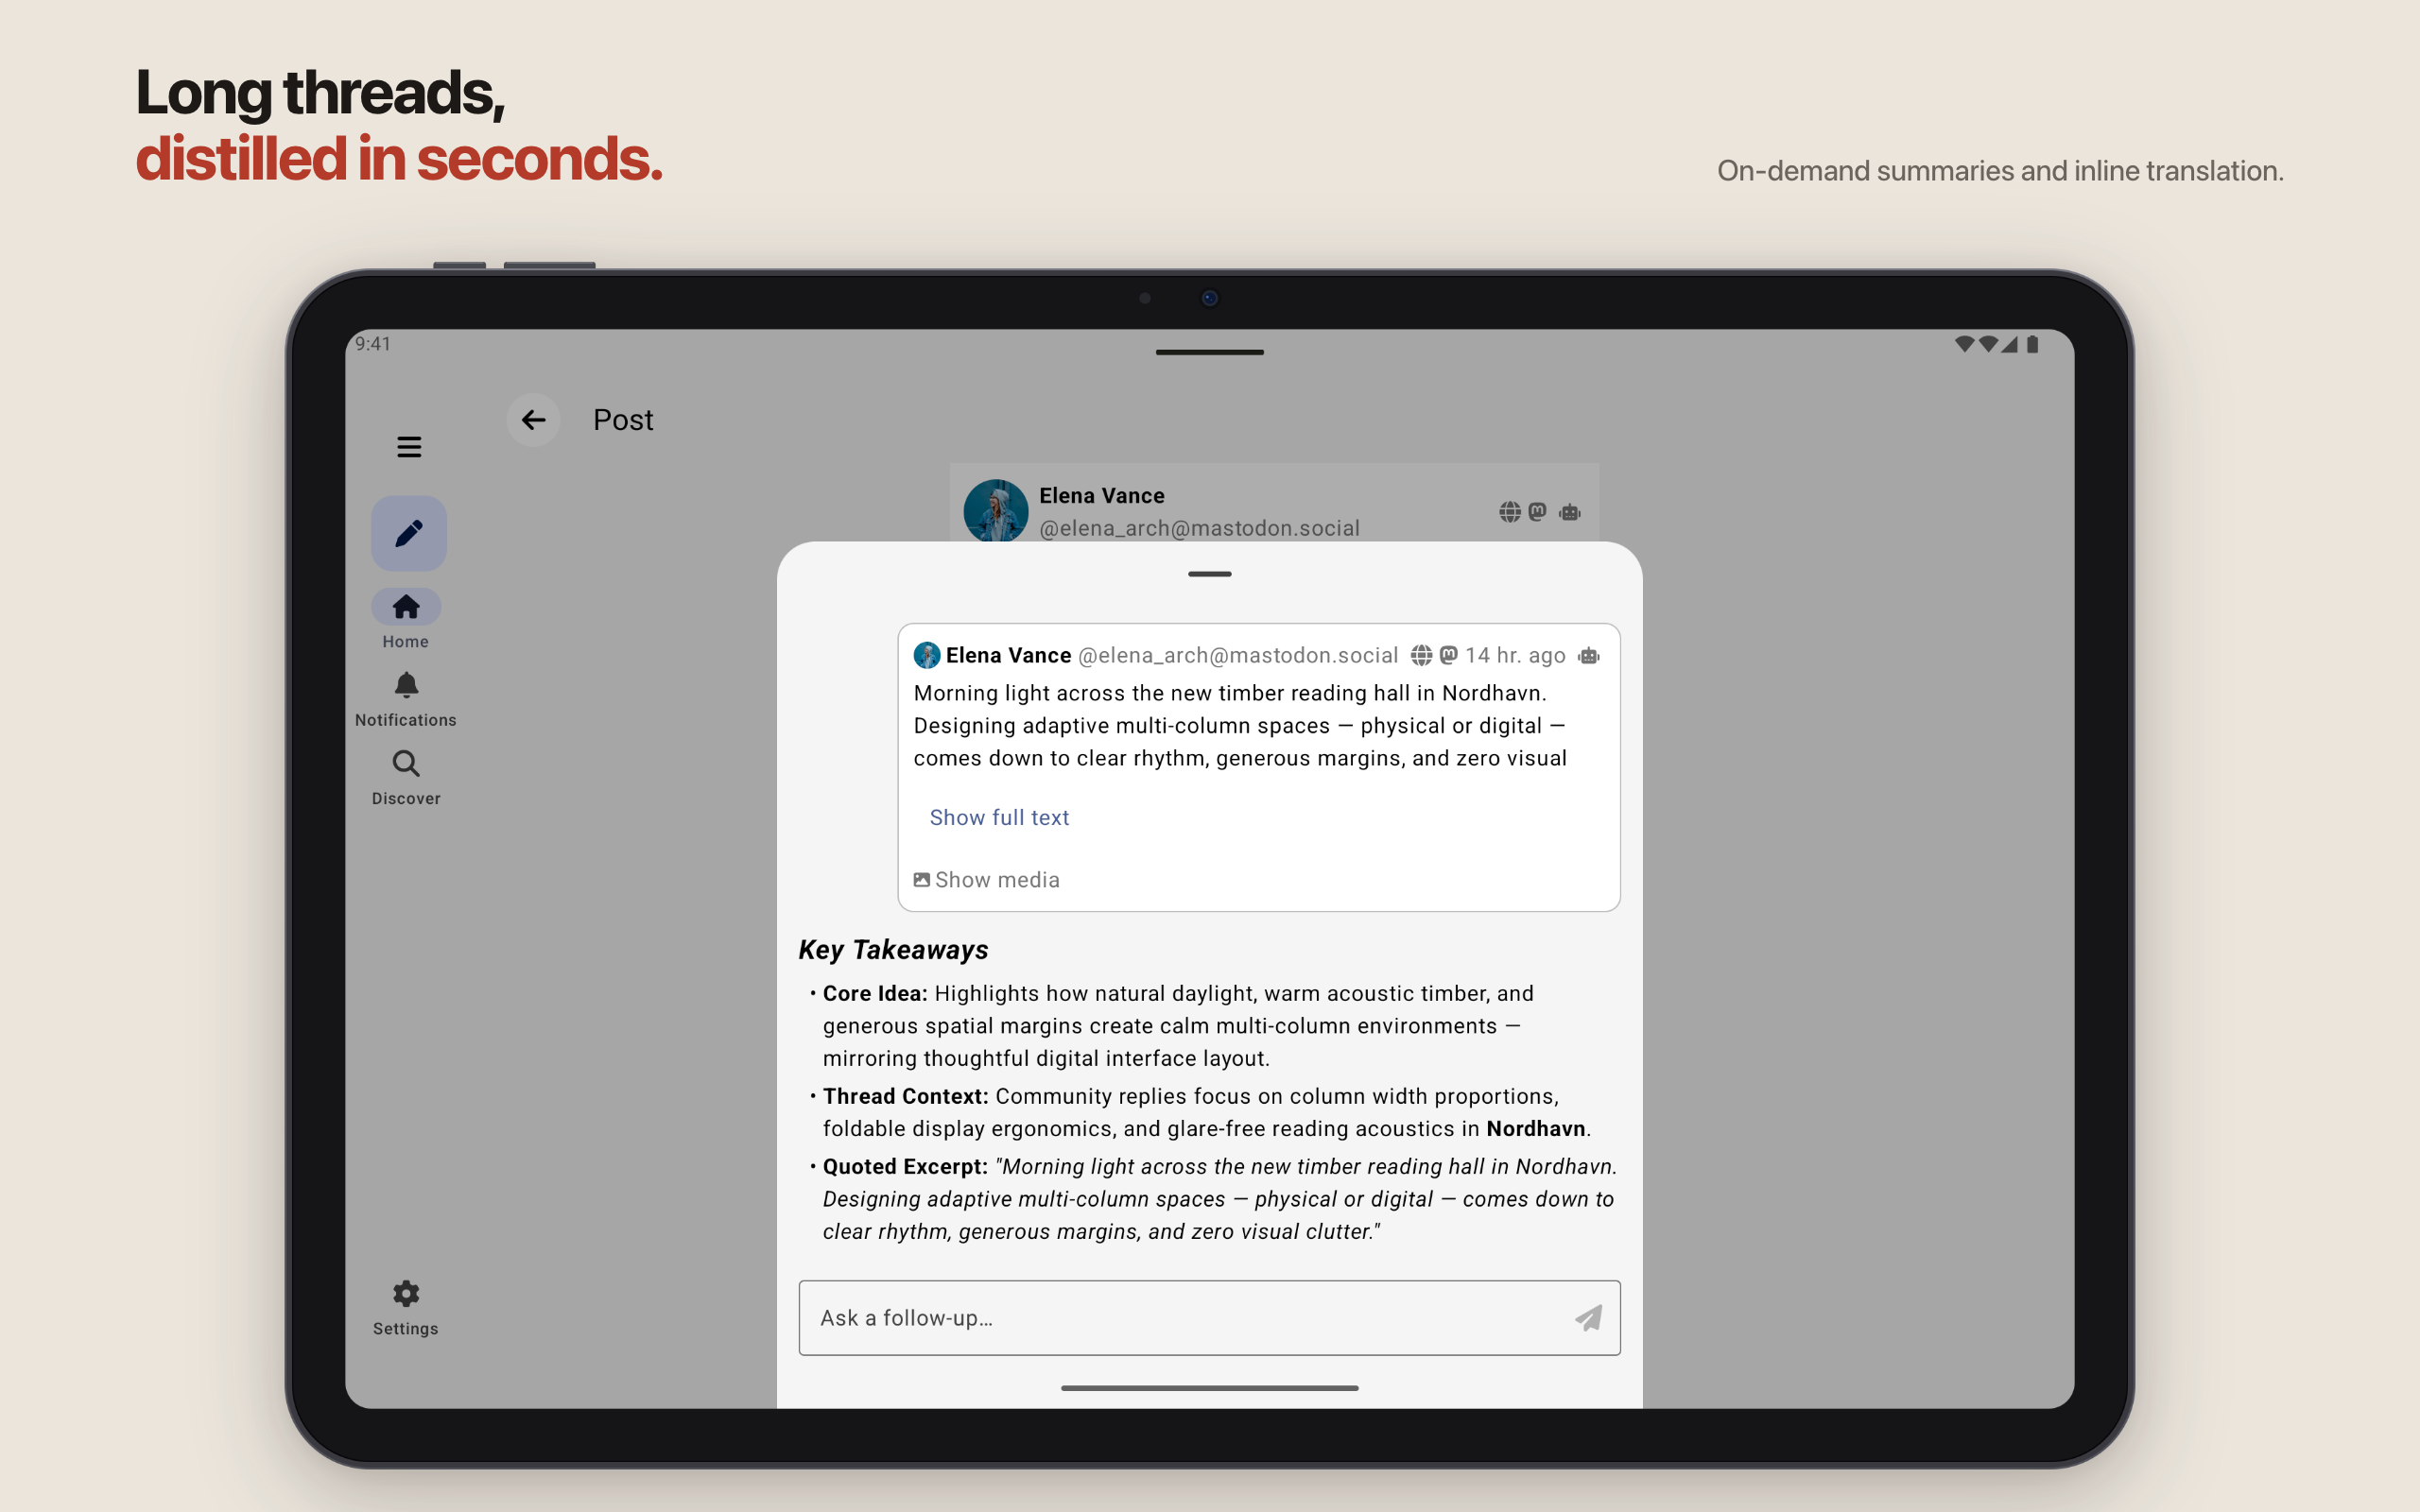 Long threads,
distilled in seconds.
On-demand summaries and inline translation.
9:41
Post
Elena Vance
@elena_arch@mastodon.social
Home
Notifications
Discover
Settings
Elena Vance @elena_arch@mastodon.social 14 hr. ago
Morning light across the new timber reading hall in Nordhavn.
Designing adaptive multi-column spaces — physical or digital —
comes down to clear rhythm, generous margins, and zero visual
Show full text
Show media
Key Takeaways
• Core Idea: Highlights how natural daylight, warm acoustic timber, and
generous spatial margins create calm multi-column environments —
mirroring thoughtful digital interface layout.
• Thread Context: Community replies focus on column width proportions,
foldable display ergonomics, and glare-free reading acoustics in Nordhavn.
• Quoted Excerpt: "Morning light across the new timber reading hall in Nordhavn.
Designing adaptive multi-column spaces — physical or digital — comes down to
clear rhythm, generous margins, and zero visual clutter."
Ask a follow-up…